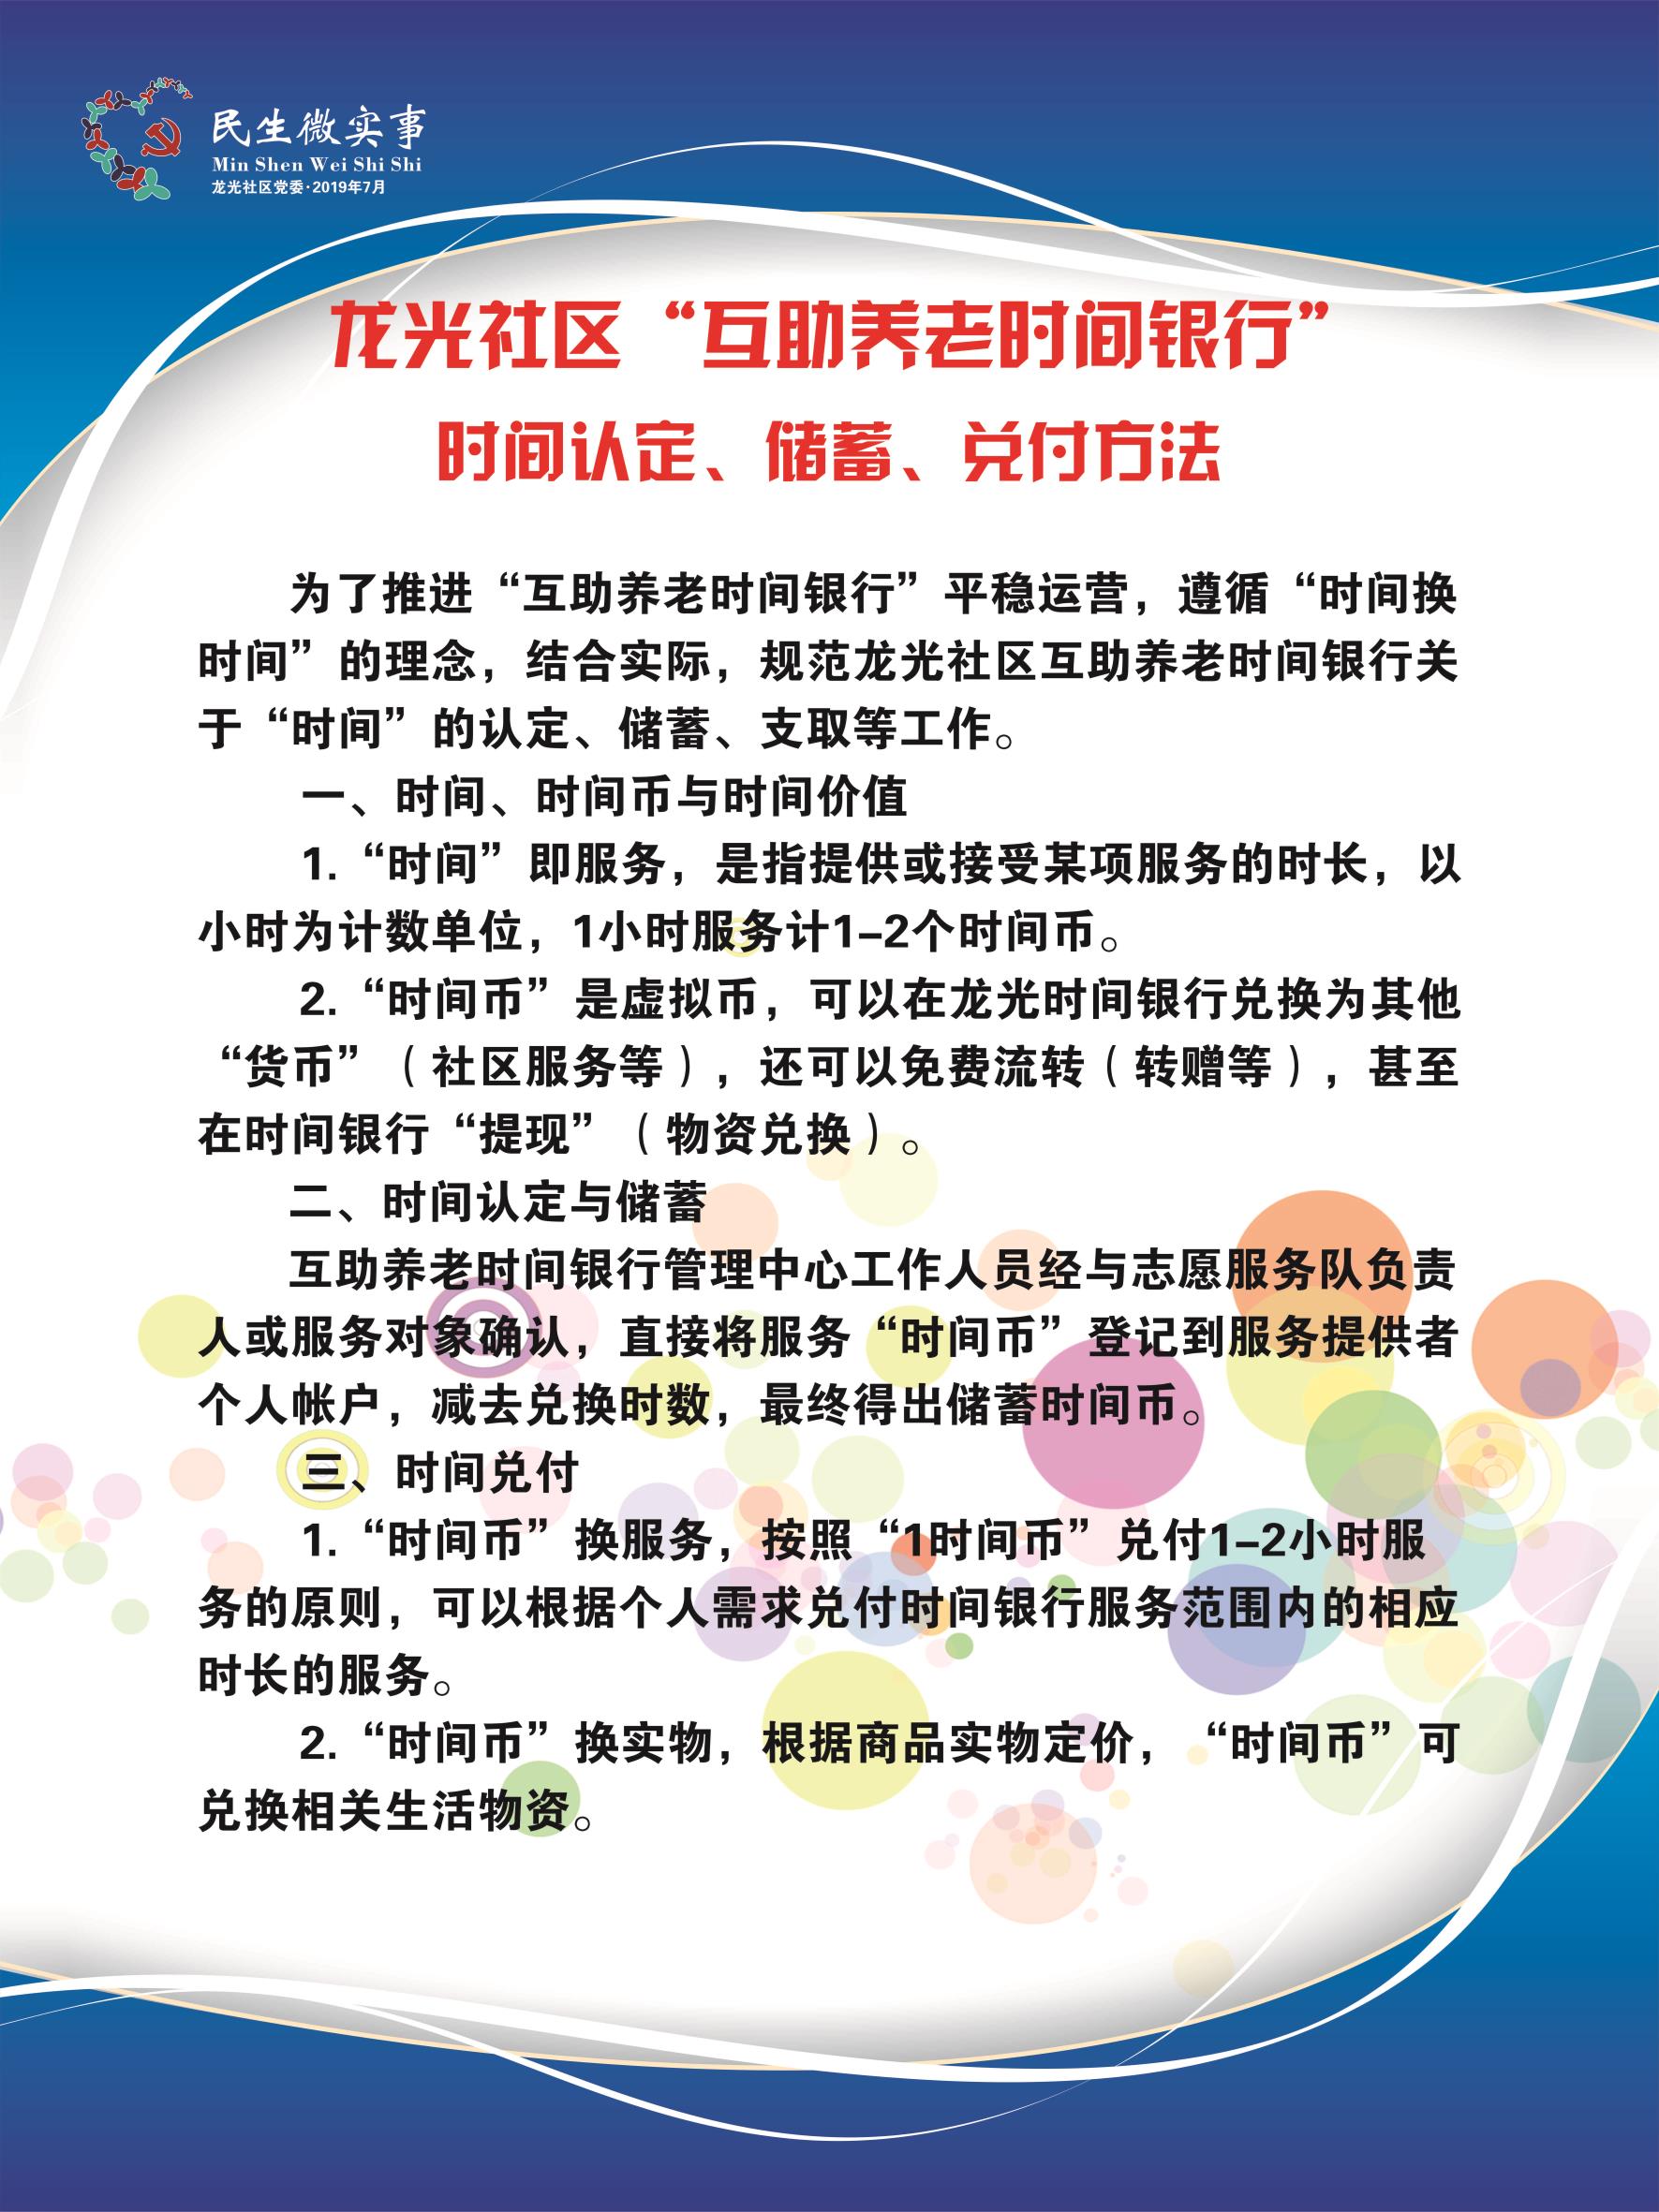 民生微实事
Min Shen Wei Shi Shi
龙光社区党委·2019年7月
龙光社区“互助养老时间银行”
时间认定、储蓄、兑付方法
为了推进“互助养老时间银行”平稳运营，遵循“时间换
时间”的理念，结合实际，规范龙光社区互助养老时间银行关
于“时间”的认定、储蓄、支取等工作。
一、时间、时间币与时间价值
1.“时间”即服务，是指提供或接受某项服务的时长，以
小时为计数单位，1小时服务计1–2个时间币。
2.“时间币”是虚拟币，可以在龙光时间银行兑换为其他
“货币”（社区服务等），还可以免费流转（转赠等），甚至
在时间银行“提现”（物资兑换）。
二、时间认定与储蓄
互助养老时间银行管理中心工作人员经与志愿服务队负责
人或服务对象确认，直接将服务“时间币”登记到服务提供者
个人帐户，减去兑换时数，最终得出储蓄时间币。
三、时间兑付
1.“时间币”换服务，按照“1时间币”兑付1–2小时服
务的原则，可以根据个人需求兑付时间银行服务范围内的相应
时长的服务。
2.“时间币”换实物，根据商品实物定价，“时间币”可
兑换相关生活物资。